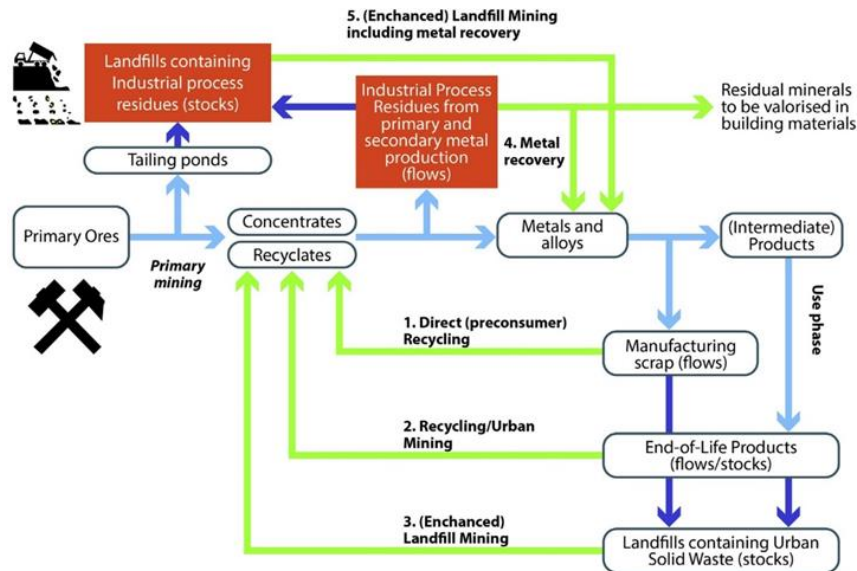 5. (Enchanced) Landfill Mining
including metal recovery
Landfills containing
Industrial process
residues (stocks)
Industrial Process
Residues from
primary and
secondary metal
production
(flows)
Residual minerals
to be valorised in
building materials
4. Metal
recovery
Tailing ponds
Primary Ores
Primary
mining
Concentrates
Recyclates
Metals and
alloys
(Intermediate)
Products
Use phase
1. Direct (preconsumer)
Recycling
Manufacturing
scrap (flows)
2. Recycling/Urban
Mining
End-of-Life Products
(flows/stocks)
3. (Enchanced)
Landfill Mining
Landfills containing Urban
Solid Waste (stocks)